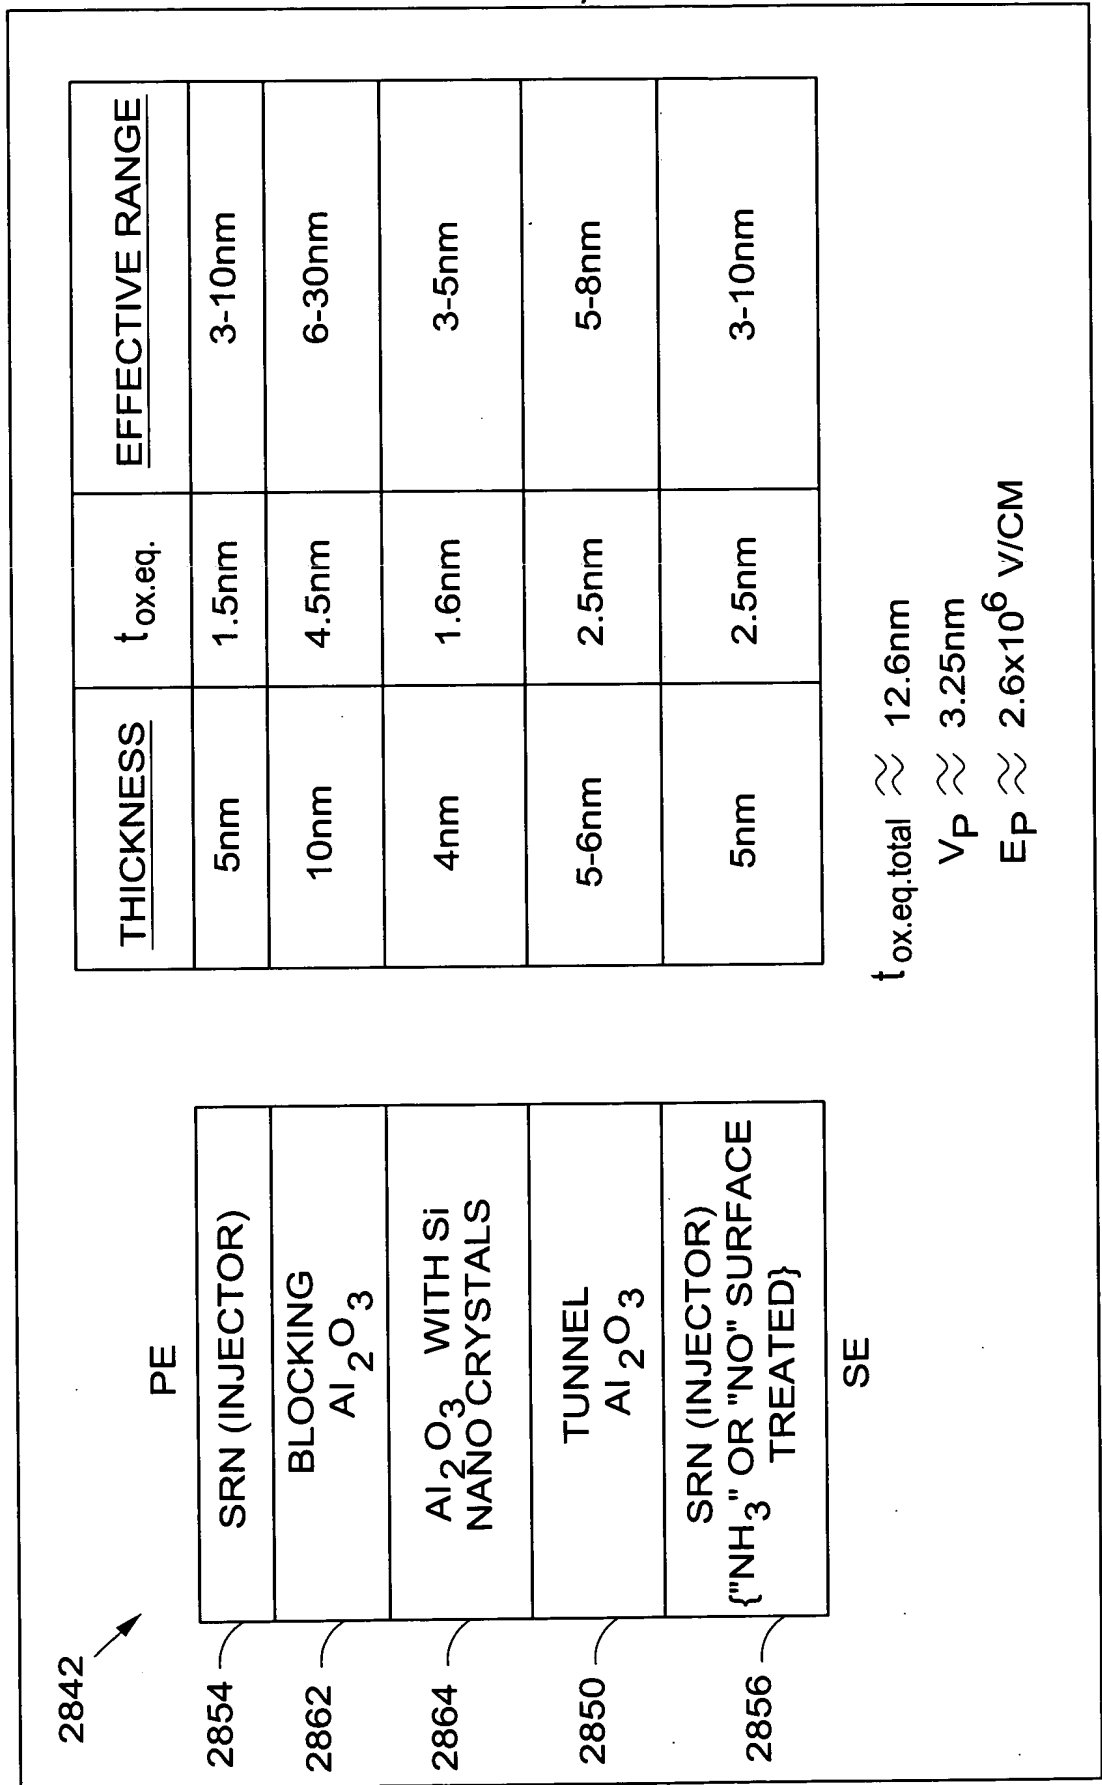 2842
PE
2854
SRN (INJECTOR)
2862
BLOCKING
Al2O3
2864
Al2O3 WITH Si
NANO CRYSTALS
2850
TUNNEL
Al2O3
2856
SRN (INJECTOR)
{"NH3" OR "NO" SURFACE
TREATED}
SE
THICKNESS tox.eq. EFFECTIVE RANGE
5nm 1.5nm 3-10nm
10nm 4.5nm 6-30nm
4nm 1.6nm 3-5nm
5-6nm 2.5nm 5-8nm
5nm 2.5nm 3-10nm
tox.eq.total ≈ 12.6nm
VP ≈ 3.25nm
EP ≈ 2.6x10⁶ V/CM